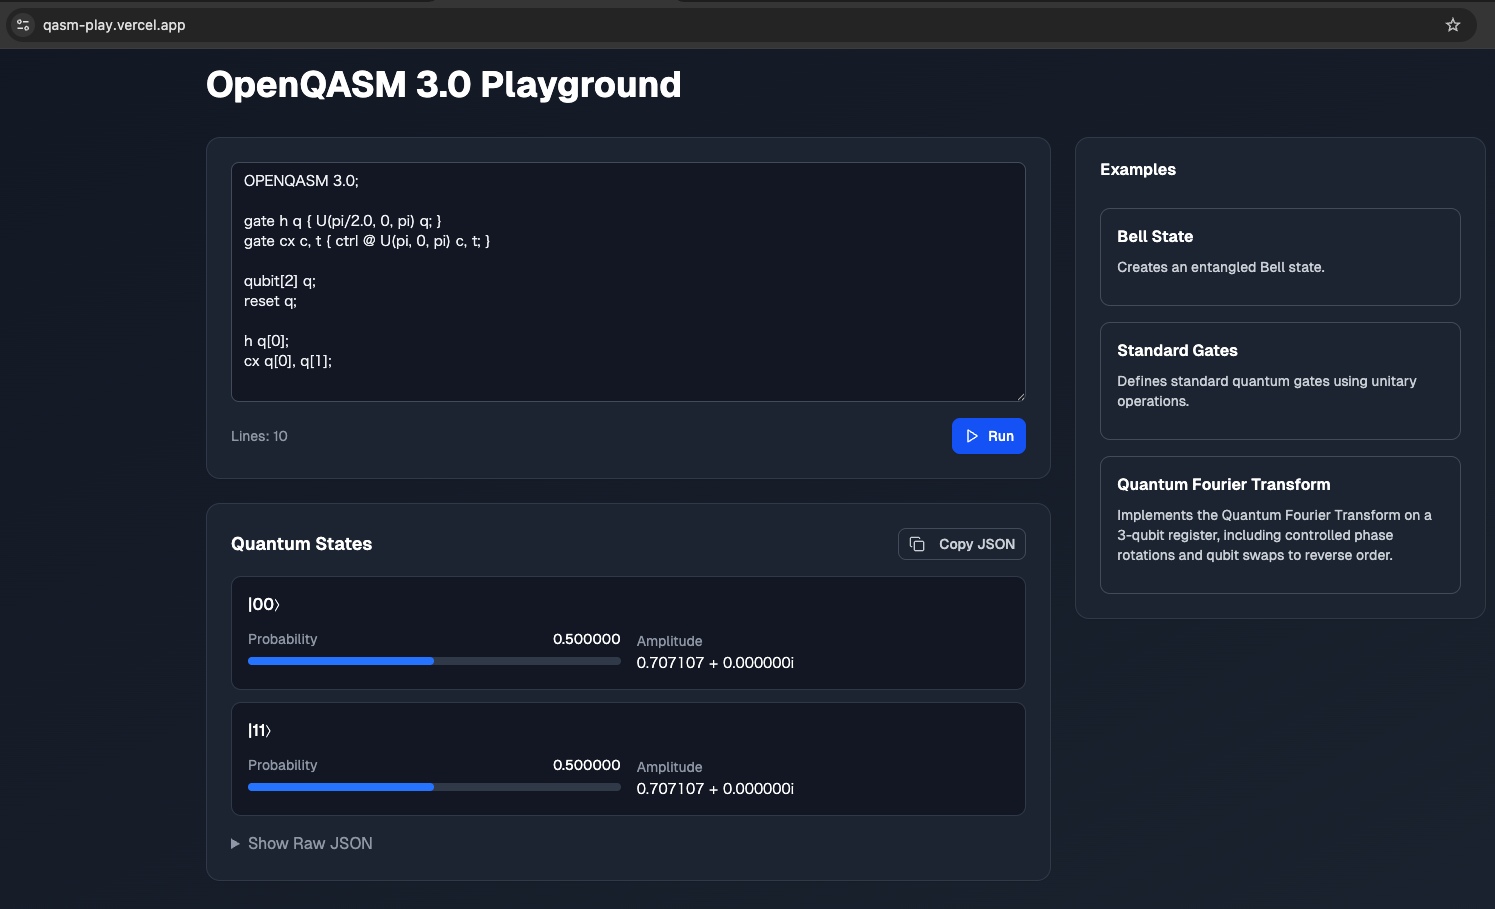 qasm-play.vercel.app
OpenQASM 3.0 Playground
OPENQASM 3.0;
gate h q { U(pi/2.0, 0, pi) q; }
gate cx c, t { ctrl @ U(pi, 0, pi) c, t; }
qubit[2] q;
reset q;
h q[0];
cx q[0], q[1];
Lines: 10
Run
Quantum States
Copy JSON
|00⟩
Probability
0.500000
Amplitude
0.707107 + 0.000000i
|11⟩
Probability
0.500000
Amplitude
0.707107 + 0.000000i
Show Raw JSON
Examples
Bell State
Creates an entangled Bell state.
Standard Gates
Defines standard quantum gates using unitary
operations.
Quantum Fourier Transform
Implements the Quantum Fourier Transform on a
3-qubit register, including controlled phase
rotations and qubit swaps to reverse order.